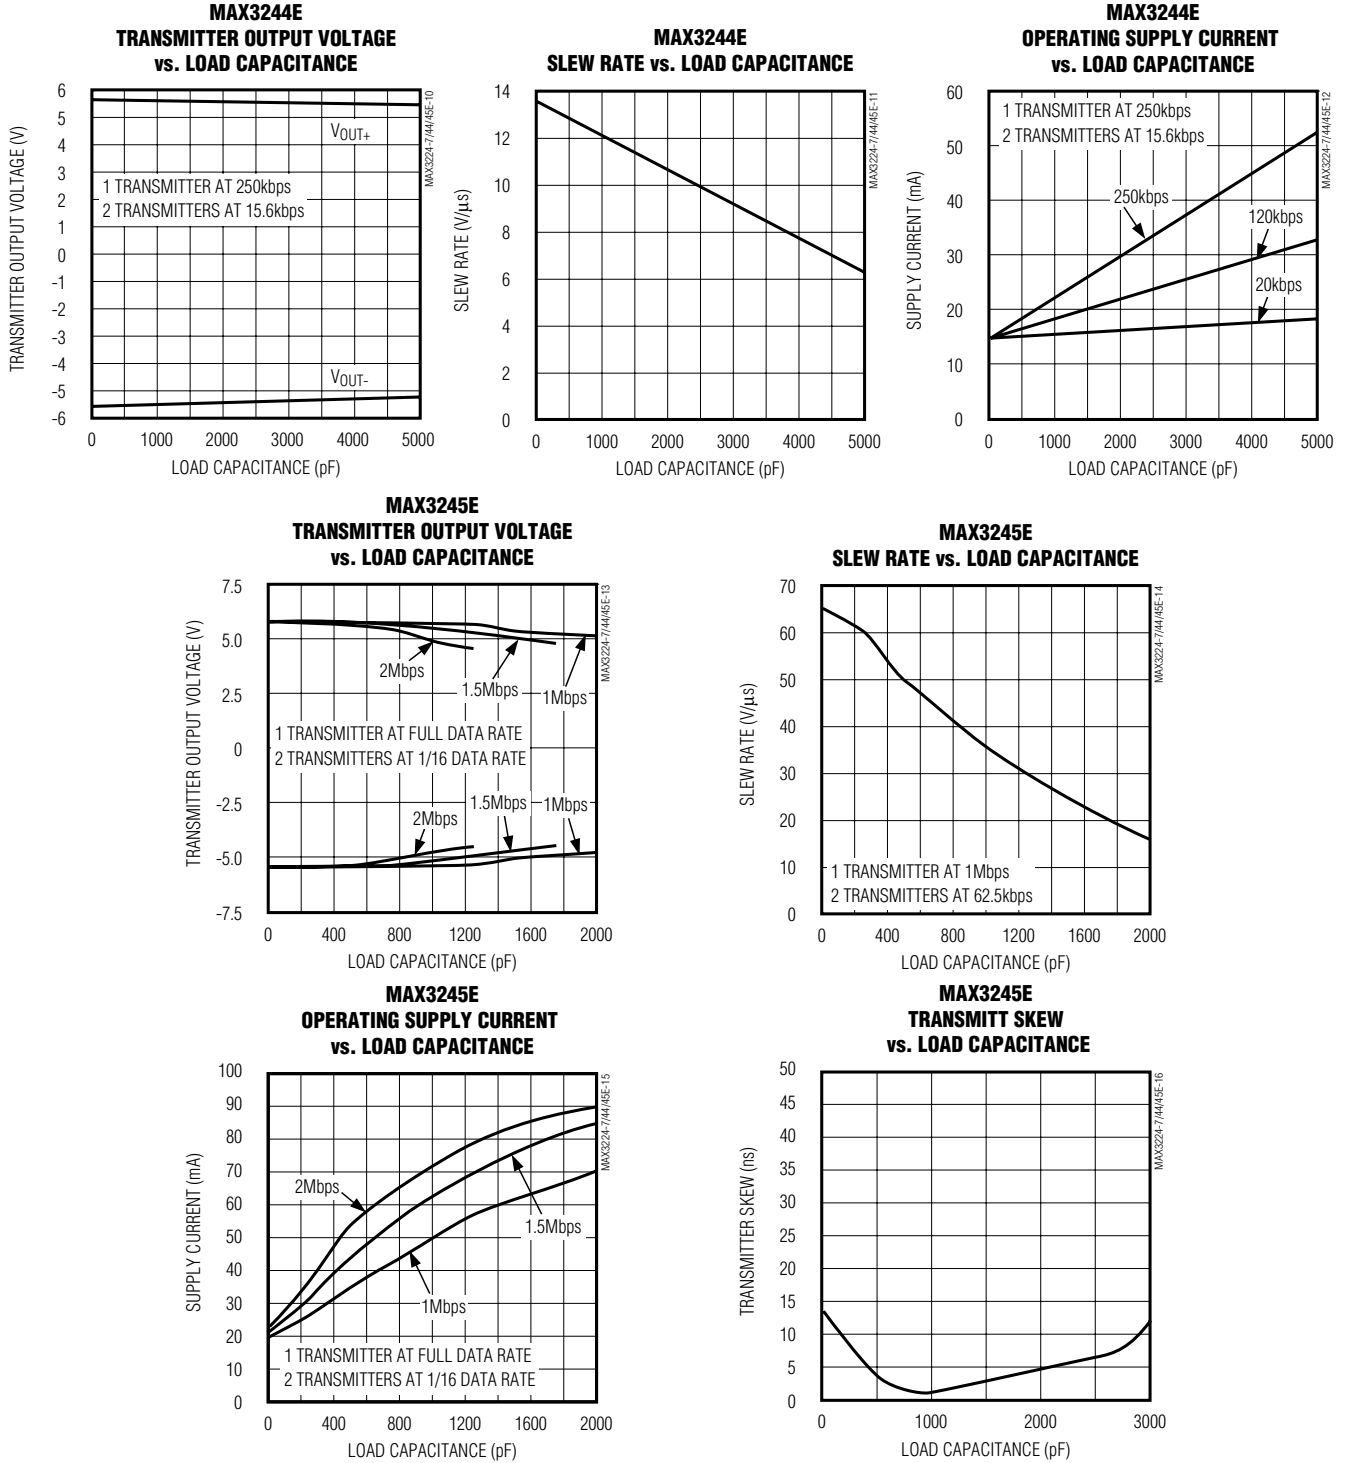 MAX3244E
TRANSMITTER OUTPUT VOLTAGE
vs. LOAD CAPACITANCE
TRANSMITTER OUTPUT VOLTAGE (V)
6
5
4
3
2
1
0
-1
-2
-3
-4
-5
-6
VOUT+
1 TRANSMITTER AT 250kbps
2 TRANSMITTERS AT 15.6kbps
VOUT-
MAX3224-7/44/45E-10
0 1000 2000 3000 4000 5000
LOAD CAPACITANCE (pF)
MAX3244E
SLEW RATE vs. LOAD CAPACITANCE
SLEW RATE (V/μs)
14
12
10
8
6
4
2
0
MAX3224-7/44/45E-11
0 1000 2000 3000 4000 5000
LOAD CAPACITANCE (pF)
MAX3244E
OPERATING SUPPLY CURRENT
vs. LOAD CAPACITANCE
SUPPLY CURRENT (mA)
60
50
40
30
20
10
0
1 TRANSMITTER AT 250kbps
2 TRANSMITTERS AT 15.6kbps
250kbps
120kbps
20kbps
MAX3224-7/44/45E-12
0 1000 2000 3000 4000 5000
LOAD CAPACITANCE (pF)
MAX3245E
TRANSMITTER OUTPUT VOLTAGE
vs. LOAD CAPACITANCE
TRANSMITTER OUTPUT VOLTAGE (V)
7.5
5.0
2.5
0
-2.5
-5.0
-7.5
2Mbps
1.5Mbps
1Mbps
1 TRANSMITTER AT FULL DATA RATE
2 TRANSMITTERS AT 1/16 DATA RATE
2Mbps
1.5Mbps
1Mbps
MAX3224-7/44/45E-13
0 400 800 1200 1600 2000
LOAD CAPACITANCE (pF)
MAX3245E
SLEW RATE vs. LOAD CAPACITANCE
SLEW RATE (V/μs)
70
60
50
40
30
20
10
0
1 TRANSMITTER AT 1Mbps
2 TRANSMITTERS AT 62.5kbps
MAX3224-7/44/45E-14
0 400 800 1200 1600 2000
LOAD CAPACITANCE (pF)
MAX3245E
OPERATING SUPPLY CURRENT
vs. LOAD CAPACITANCE
SUPPLY CURRENT (mA)
100
90
80
70
60
50
40
30
20
10
0
2Mbps
1.5Mbps
1Mbps
1 TRANSMITTER AT FULL DATA RATE
2 TRANSMITTERS AT 1/16 DATA RATE
MAX3224-7/44/45E-15
0 400 800 1200 1600 2000
LOAD CAPACITANCE (pF)
MAX3245E
TRANSMITT SKEW
vs. LOAD CAPACITANCE
TRANSMITTER SKEW (ns)
50
45
40
35
30
25
20
15
10
5
0
MAX3224-7/44/45E-16
0 1000 2000 3000
LOAD CAPACITANCE (pF)